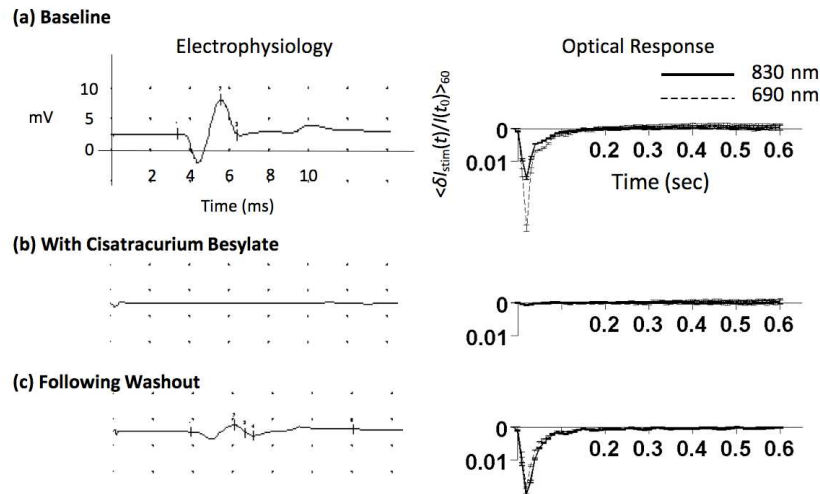 (a) Baseline
Electrophysiology
Optical Response
830 nm
690 nm
10
5
0
mV
2 4 6 8 10
Time (ms)
<δI_stim(t)/I(t₀)>₆₀
0
0.01
0.2 0.3 0.4 0.5 0.6
Time (sec)
(b) With Cisatracurium Besylate
0
0.01
0.2 0.3 0.4 0.5 0.6
(c) Following Washout
0
0.01
0.2 0.3 0.4 0.5 0.6